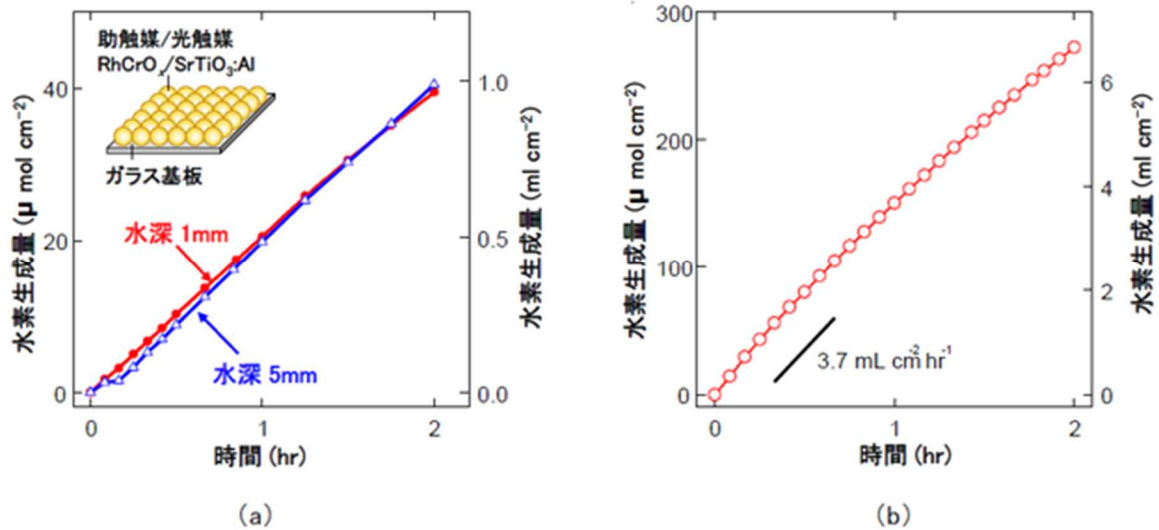 助触媒/光触媒
RhCrOx/SrTiO3:Al
ガラス基板
水深 1mm
水深 5mm
水素生成量 (μ mol cm-2)
40
20
0
水素生成量 (ml cm-2)
1.0
0.5
0.0
0 1 2
時間 (hr)
(a)
水素生成量 (μ mol cm-2)
300
200
100
0
3.7 mL cm-2 hr-1
水素生成量 (ml cm-2)
6
4
2
0
0 1 2
時間 (hr)
(b)